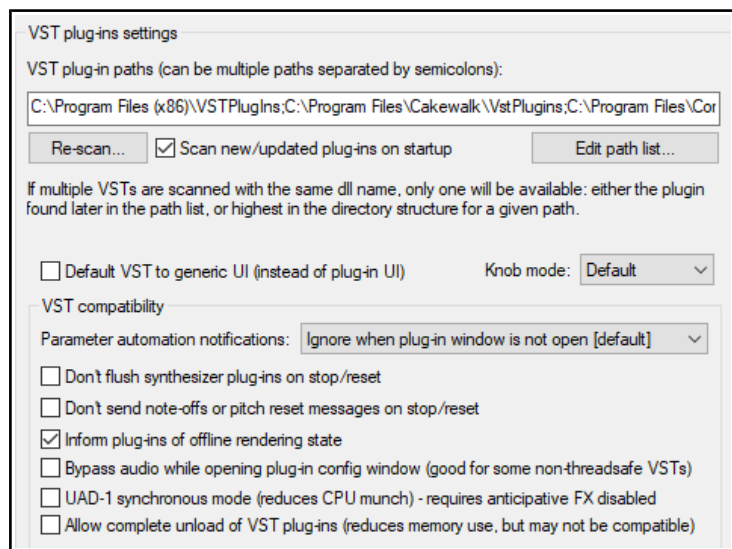 VST plug-ins settings
VST plug-in paths (can be multiple paths separated by semicolons):
C:\Program Files (x86)\VSTPlugIns;C:\Program Files\Cakewalk\VstPlugins;C:\Program Files\Cor
Re-scan... Scan new/updated plug-ins on startup Edit path list...
If multiple VSTs are scanned with the same dll name, only one will be available: either the plugin
found later in the path list, or highest in the directory structure for a given path.
Default VST to generic UI (instead of plug-in UI) Knob mode: Default
VST compatibility
Parameter automation notifications: Ignore when plug-in window is not open [default]
Don't flush synthesizer plug-ins on stop/reset
Don't send note-offs or pitch reset messages on stop/reset
Inform plug-ins of offline rendering state
Bypass audio while opening plug-in config window (good for some non-threadsafe VSTs)
UAD-1 synchronous mode (reduces CPU munch) - requires anticipative FX disabled
Allow complete unload of VST plug-ins (reduces memory use, but may not be compatible)